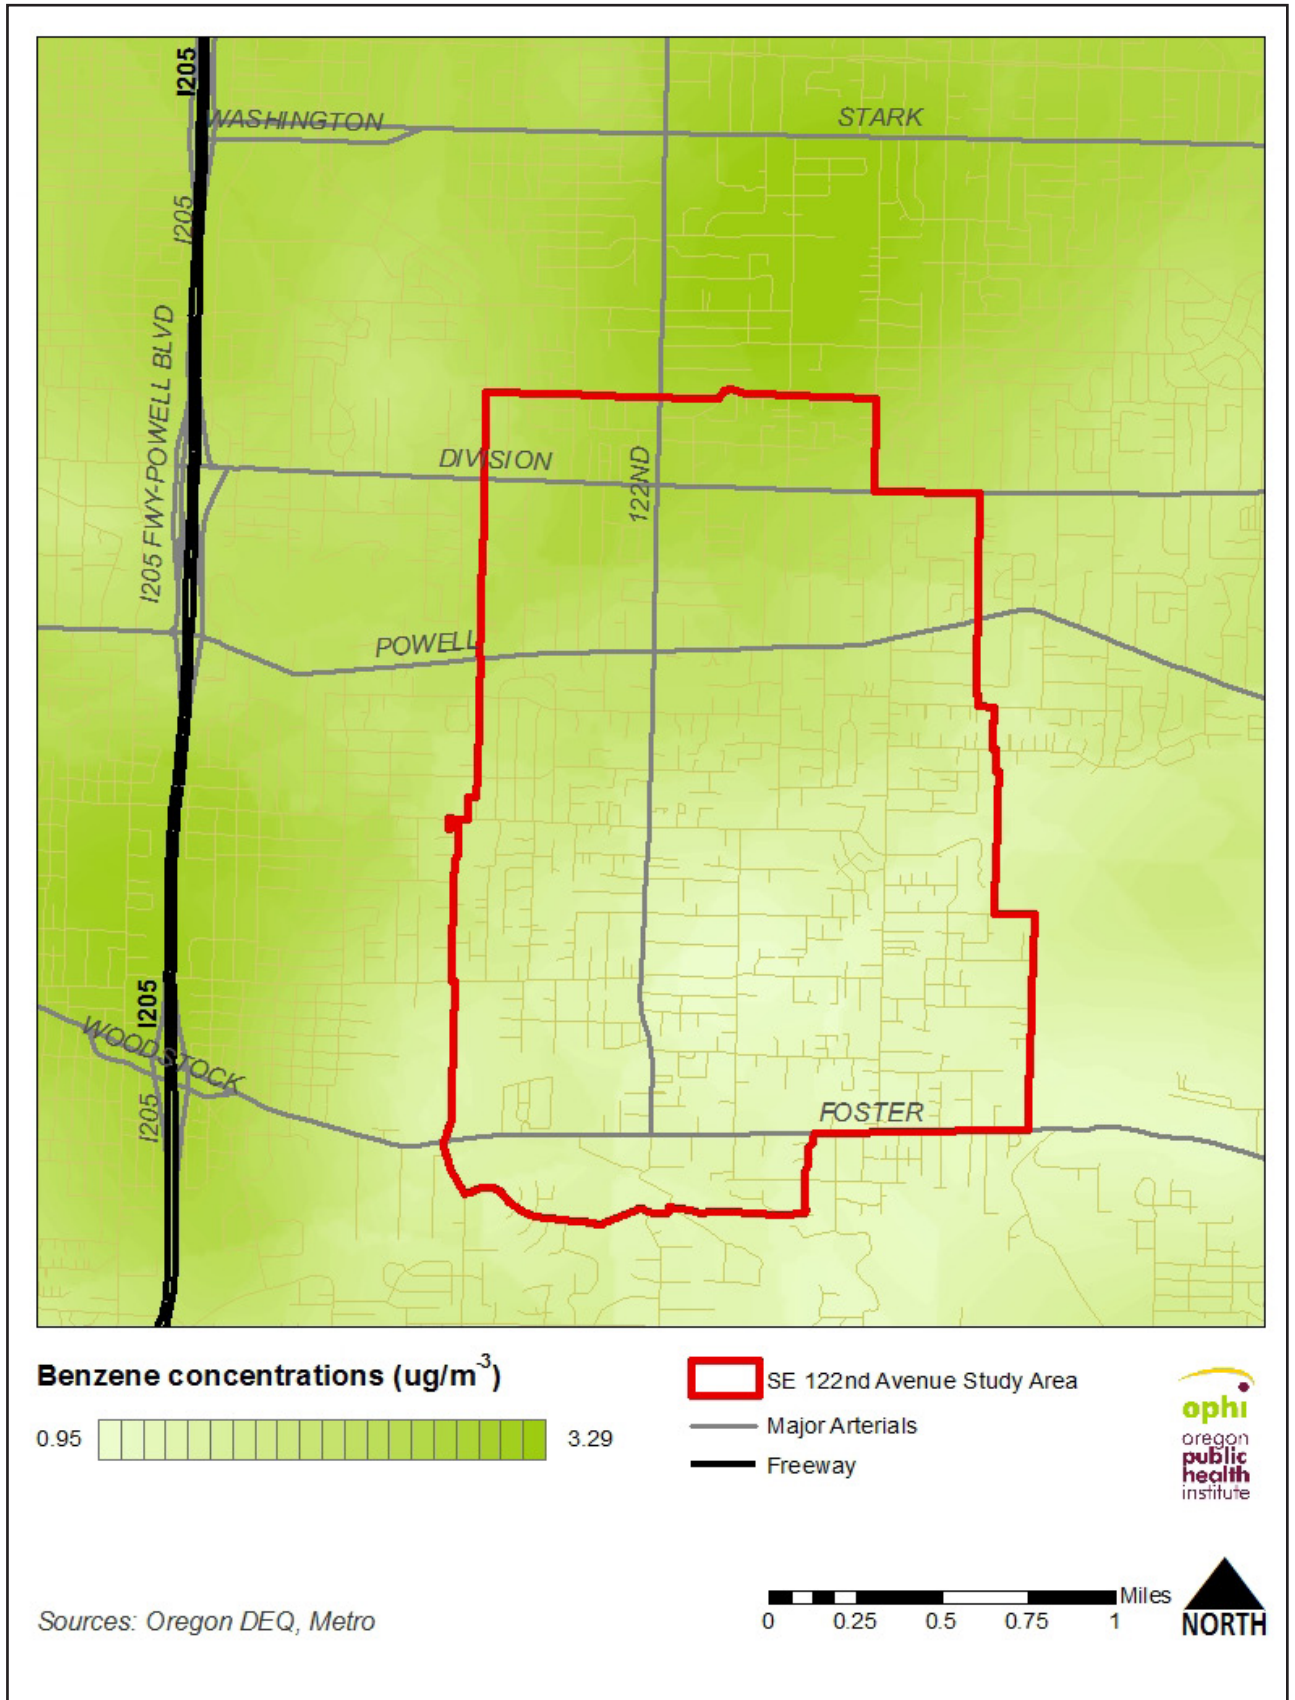 I205
WASHINGTON
STARK
I205
I205 FWY-POWELL BLVD
DIVISION
122ND
POWELL
I205
WOODSTOCK
I205
FOSTER
Benzene concentrations (ug/m-3)
0.95
3.29
SE 122nd Avenue Study Area
Major Arterials
Freeway
ophi
oregon
public
health
institute
Sources: Oregon DEQ, Metro
Miles
0 0.25 0.5 0.75 1
NORTH